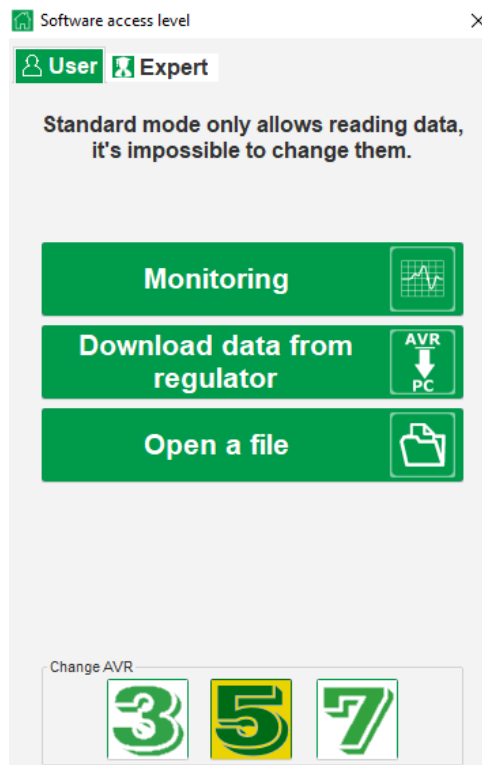 Software access level
User Expert
Standard mode only allows reading data,
it's impossible to change them.
Monitoring
Download data from
regulator
AVR
PC
Open a file
Change AVR
3 5 7